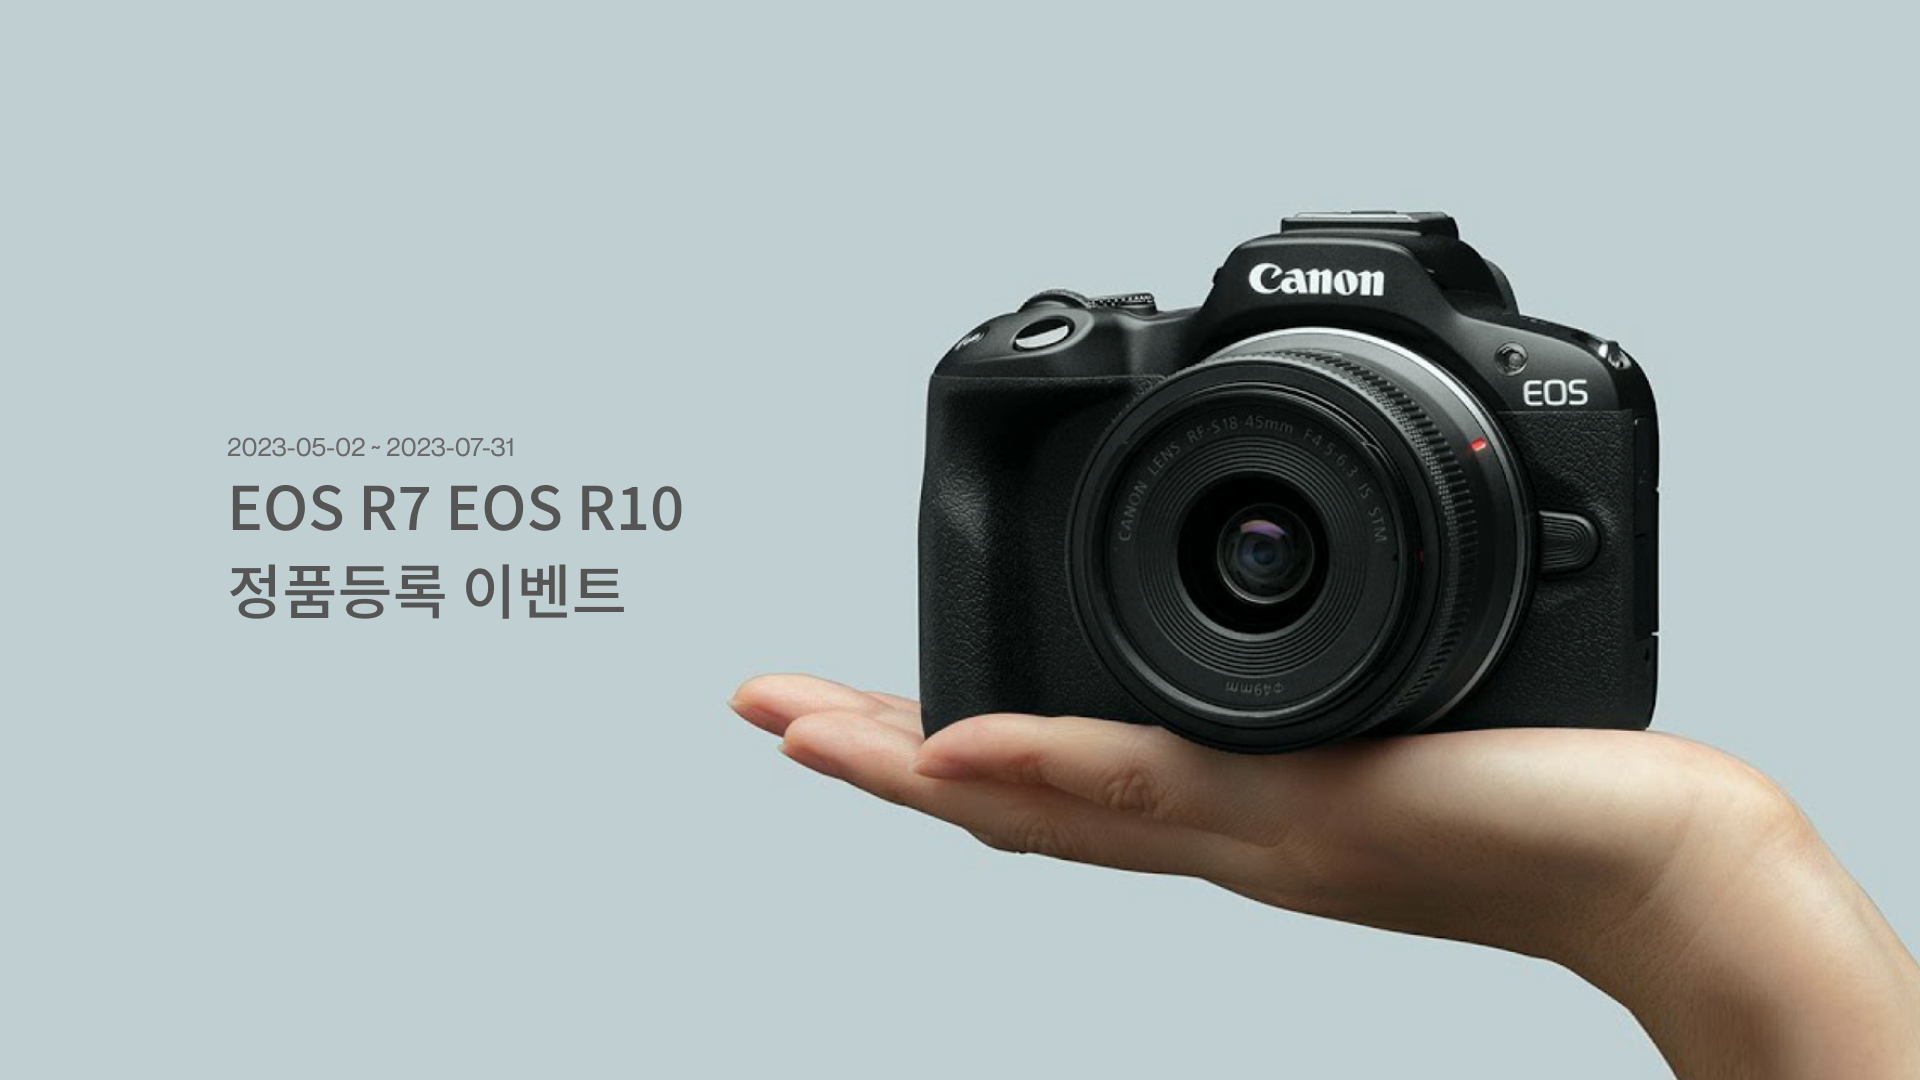 2023-05-02 ~ 2023-07-31
EOS R7 EOS R10
정품등록 이벤트
Canon
EOS
CANON LENS RF-S18-45mm F4.5-6.3 IS STM
Φ49mm